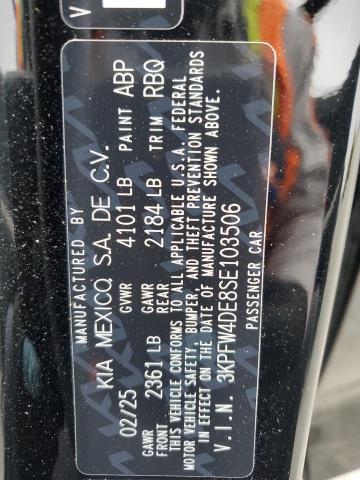 MANUFACTURED BY
KIA MEXICO, S.A. DE C.V.
02/25 GVWR 4101 LB PAINT ABP
GAWR FRONT 2361 LB GAWR REAR 2184 LB TRIM RBQ
THIS VEHICLE CONFORMS TO ALL APPLICABLE U.S.A. FEDERAL
MOTOR VEHICLE SAFETY, BUMPER, AND THEFT PREVENTION STANDARDS
IN EFFECT ON THE DATE OF MANUFACTURE SHOWN ABOVE.
V.I.N. 3KPFW4DE8SE103506
PASSENGER CAR
V